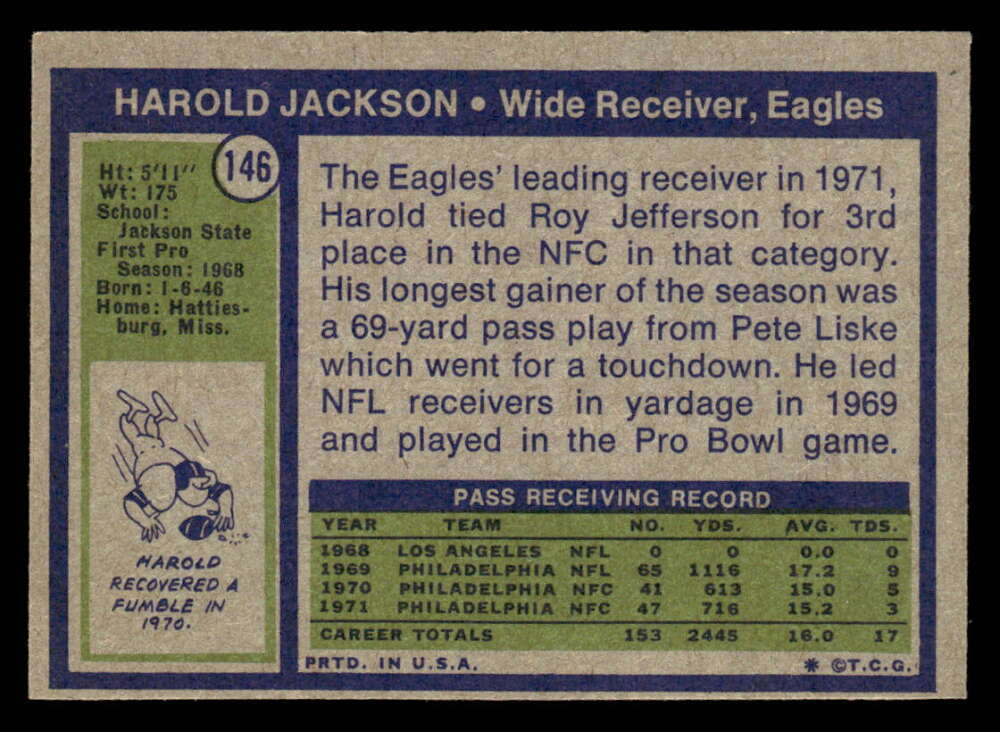 HAROLD JACKSON • Wide Receiver, Eagles
146
Ht: 5'11"
Wt: 175
School:
Jackson State
First Pro
Season: 1968
Born: 1-6-46
Home: Hatties-
burg, Miss.
HAROLD
RECOVERED A
FUMBLE IN
1970.
The Eagles' leading receiver in 1971,
Harold tied Roy Jefferson for 3rd
place in the NFC in that category.
His longest gainer of the season was
a 69-yard pass play from Pete Liske
which went for a touchdown. He led
NFL receivers in yardage in 1969
and played in the Pro Bowl game.
PASS RECEIVING RECORD
YEAR TEAM NO. YDS. AVG. TDS.
1968 LOS ANGELES NFL 0 0 0.0 0
1969 PHILADELPHIA NFL 65 1116 17.2 9
1970 PHILADELPHIA NFC 41 613 15.0 5
1971 PHILADELPHIA NFC 47 716 15.2 3
CAREER TOTALS 153 2445 16.0 17
PRTD. IN U.S.A. * ©T.C.G.